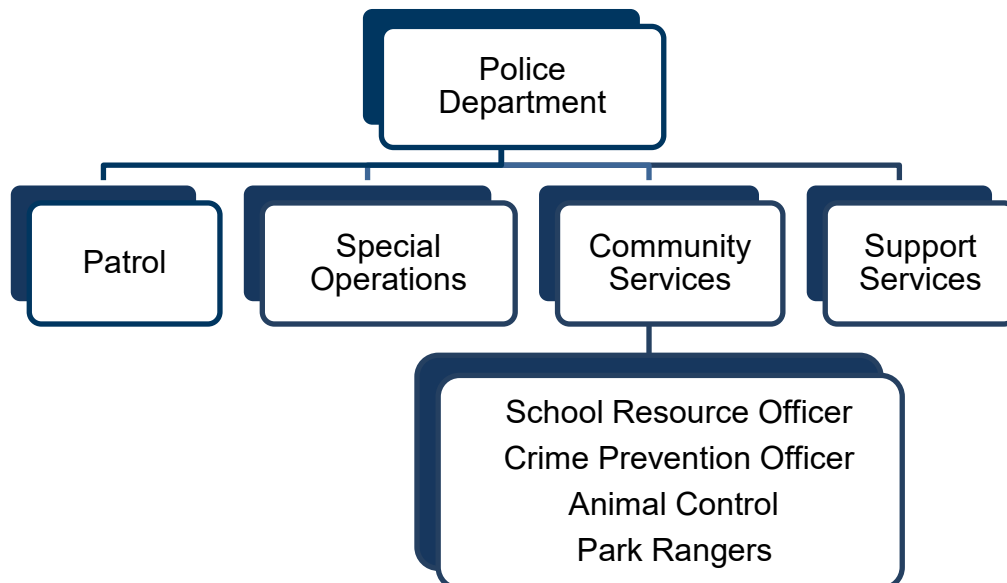 Police
Department
Patrol
Special
Operations
Community
Services
Support
Services
School Resource Officer
Crime Prevention Officer
Animal Control
Park Rangers